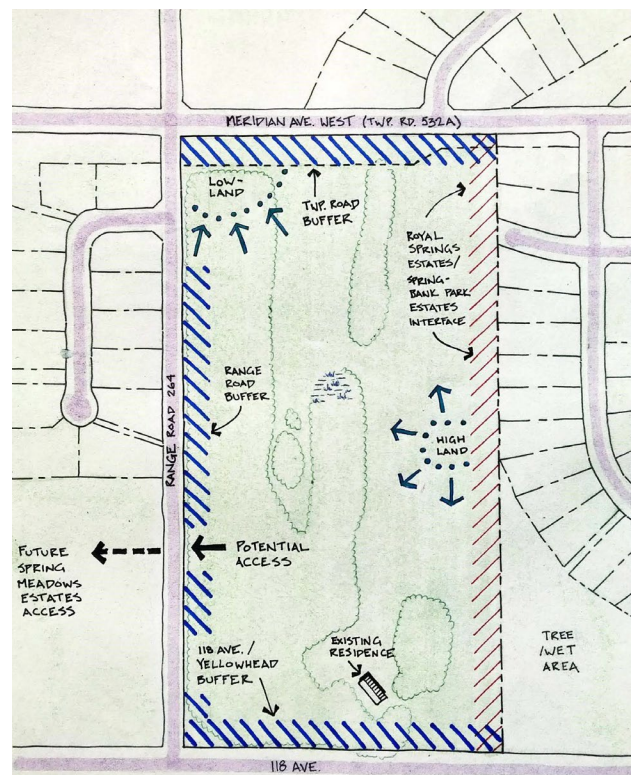 MERIDIAN AVE. WEST (TWP. RD. 532A)
LOW-
LAND
TWP. ROAD
BUFFER
ROYAL
SPRINGS
ESTATES/
SPRING-
BANK PARK
ESTATES
INTERFACE
RANGE
ROAD
BUFFER
RANGE ROAD 264
HIGH
LAND
FUTURE
SPRING
MEADOWS
ESTATES
ACCESS
POTENTIAL
ACCESS
118 AVE. /
YELLOWHEAD
BUFFER
EXISTING
RESIDENCE
TREE
/WET
AREA
118 AVE.